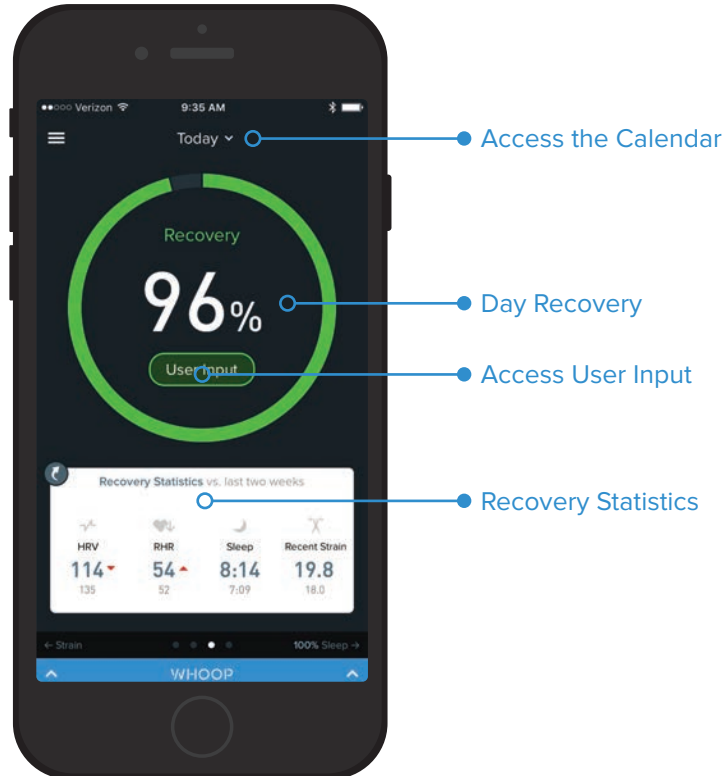 Verizon 9:35 AM
Today
Access the Calendar
Recovery
96%
Day Recovery
User Input
Access User Input
Recovery Statistics vs. last two weeks
Recovery Statistics
HRV RHR Sleep Recent Strain
114 54 8:14 19.8
135 52 7:09 18.0
← Strain 100% Sleep →
WHOOP